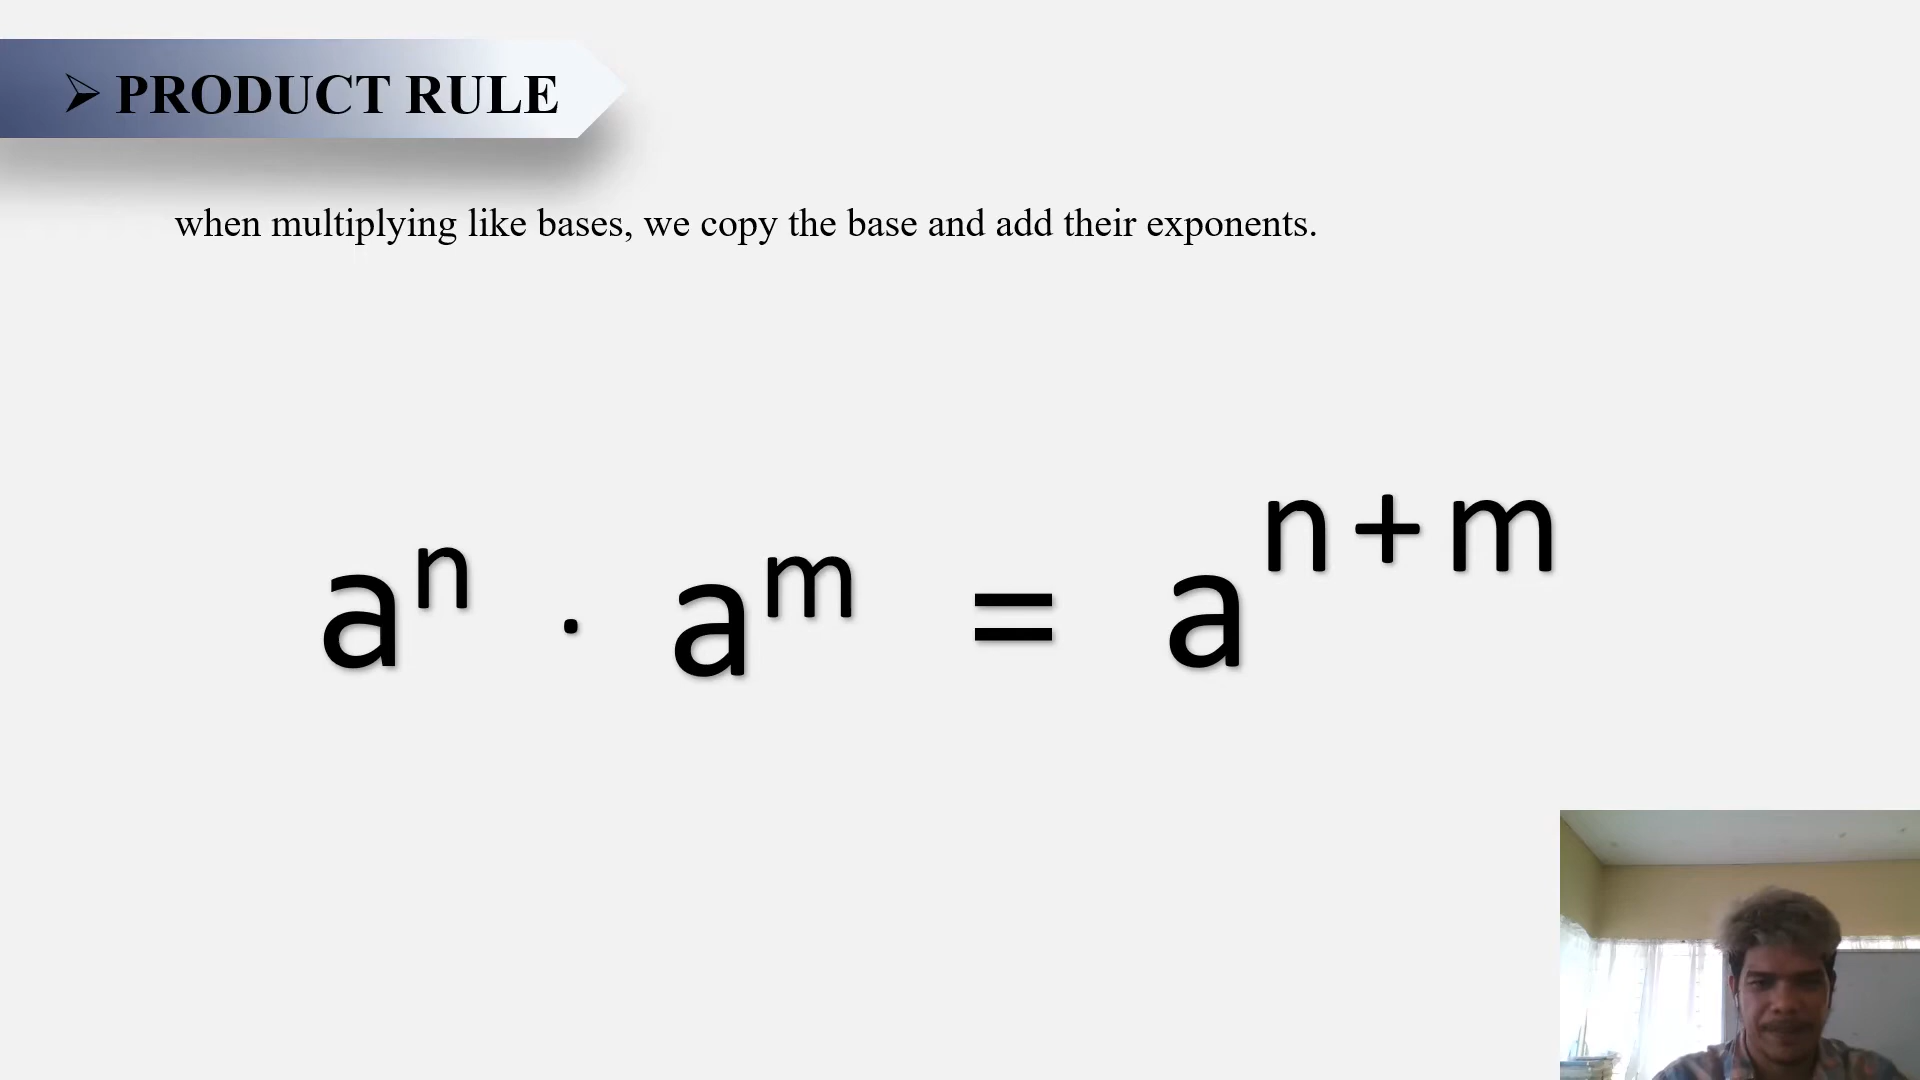 ➢ PRODUCT RULE
when multiplying like bases, we copy the base and add their exponents.
aⁿ · aᵐ = aⁿ⁺ᵐ